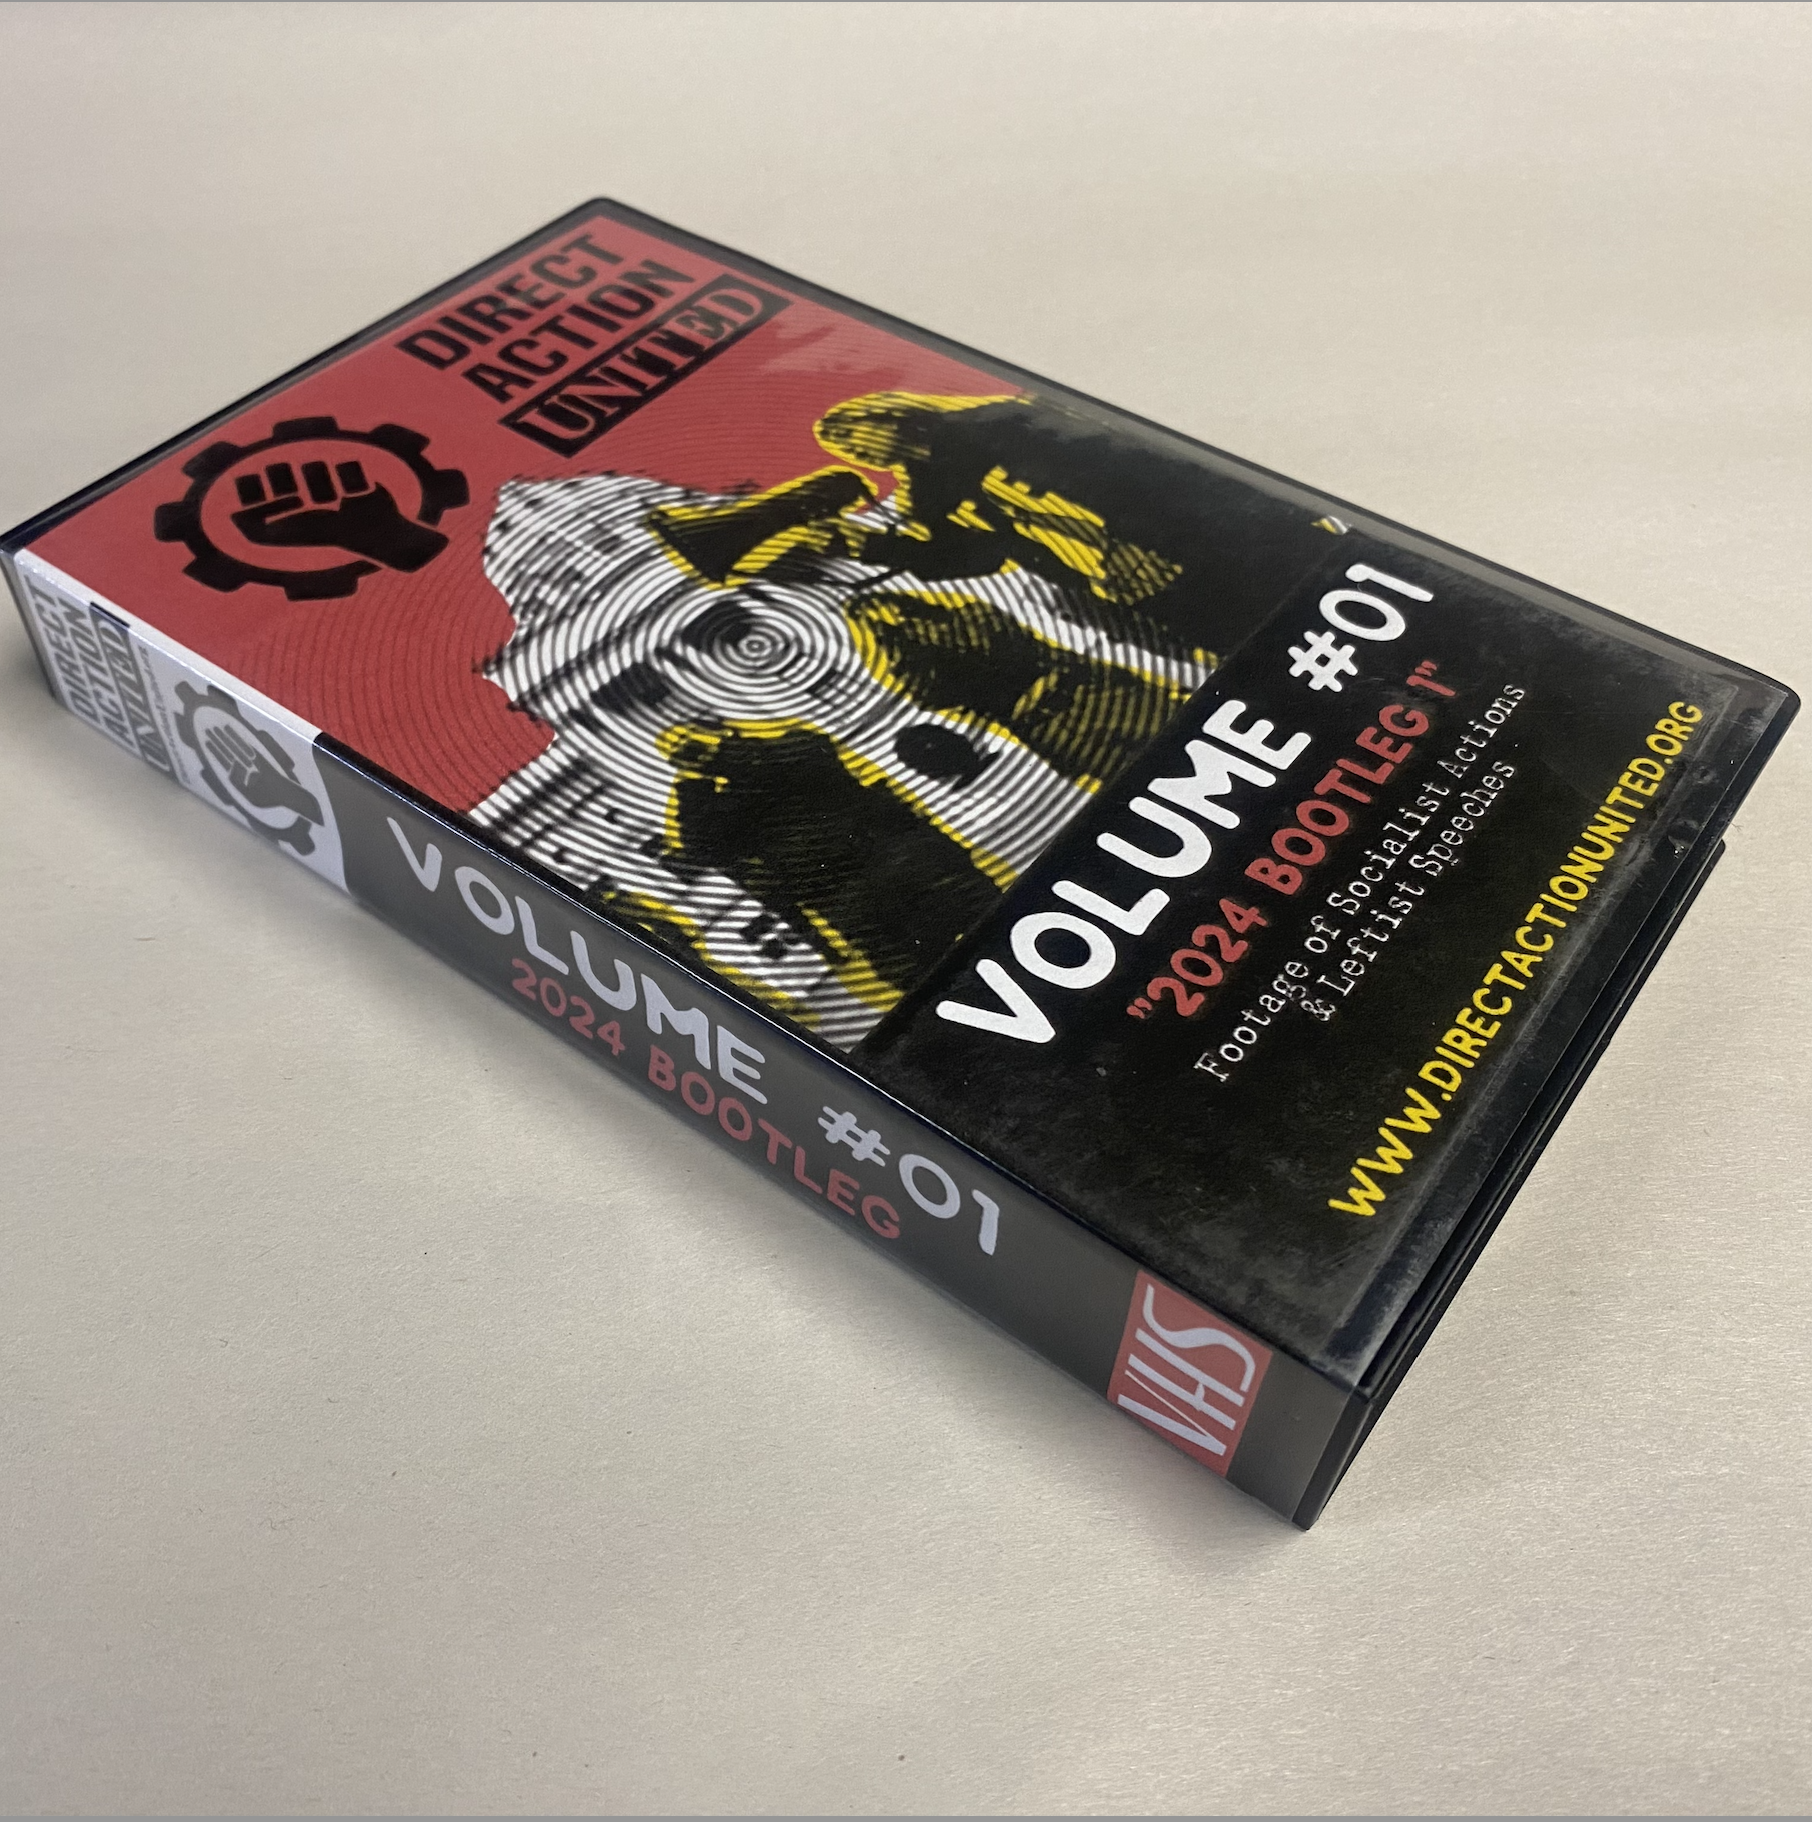 DIRECT
ACTION
UNITED
VOLUME #01
"2024 BOOTLEG 1"
Footage of Socialist Actions
& Leftist Speeches
WWW.DIRECTACTIONUNITED.ORG
DIRECT
ACTION
UNITED
VOLUME #01
2024 BOOTLEG
VHS